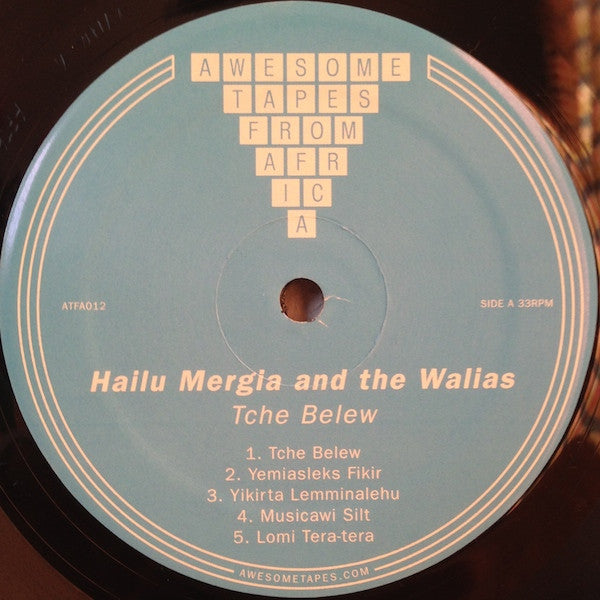 AWESOME
TAPES
FROM
AFR
IC
A
ATFA012
SIDE A 33RPM
Hailu Mergia and the Walias
Tche Belew
1. Tche Belew
2. Yemiasleks Fikir
3. Yikirta Lemminalehu
4. Musicawi Silt
5. Lomi Tera-tera
AWESOMETAPES.COM